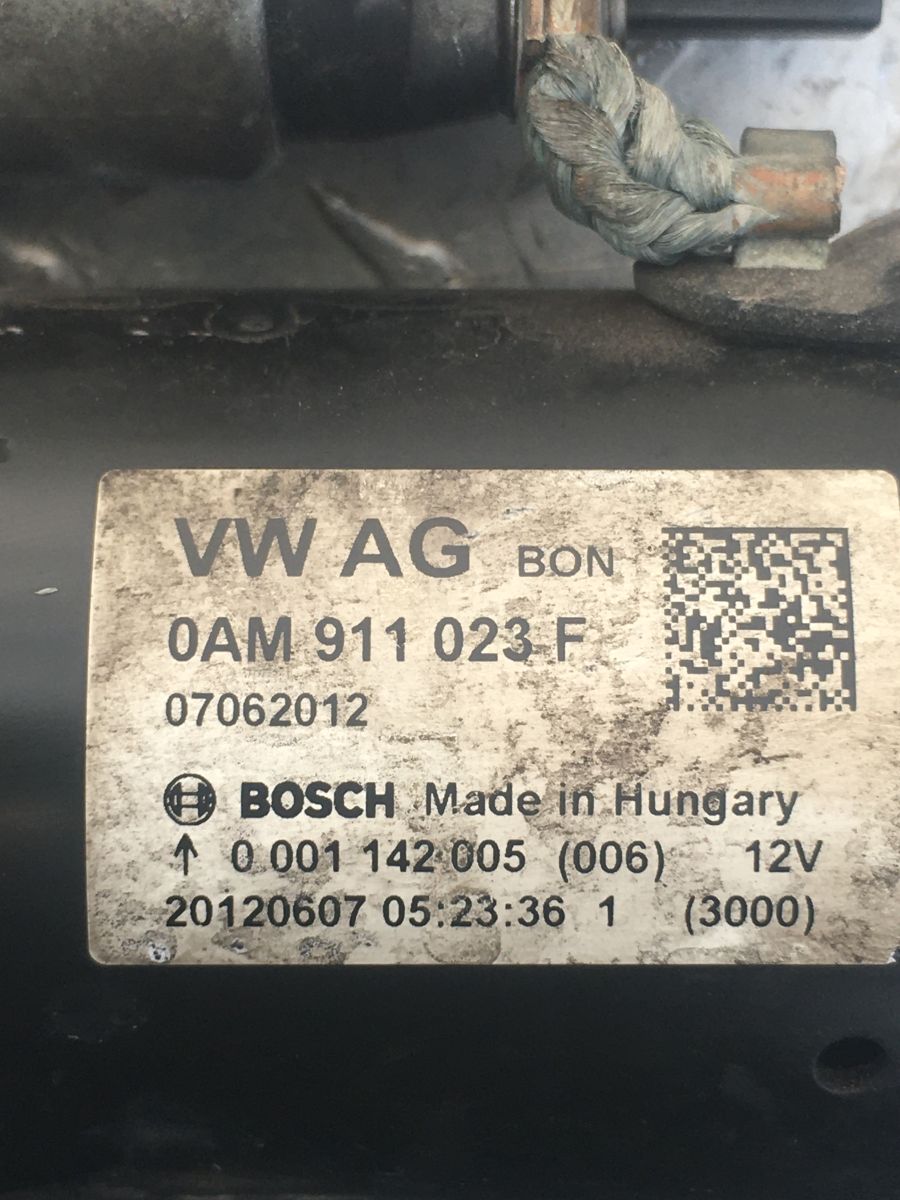 VW AG BON
0AM 911 023 F
07062012
BOSCH Made in Hungary
↑ 0 001 142 005 (006) 12V
20120607 05:23:36 1 (3000)